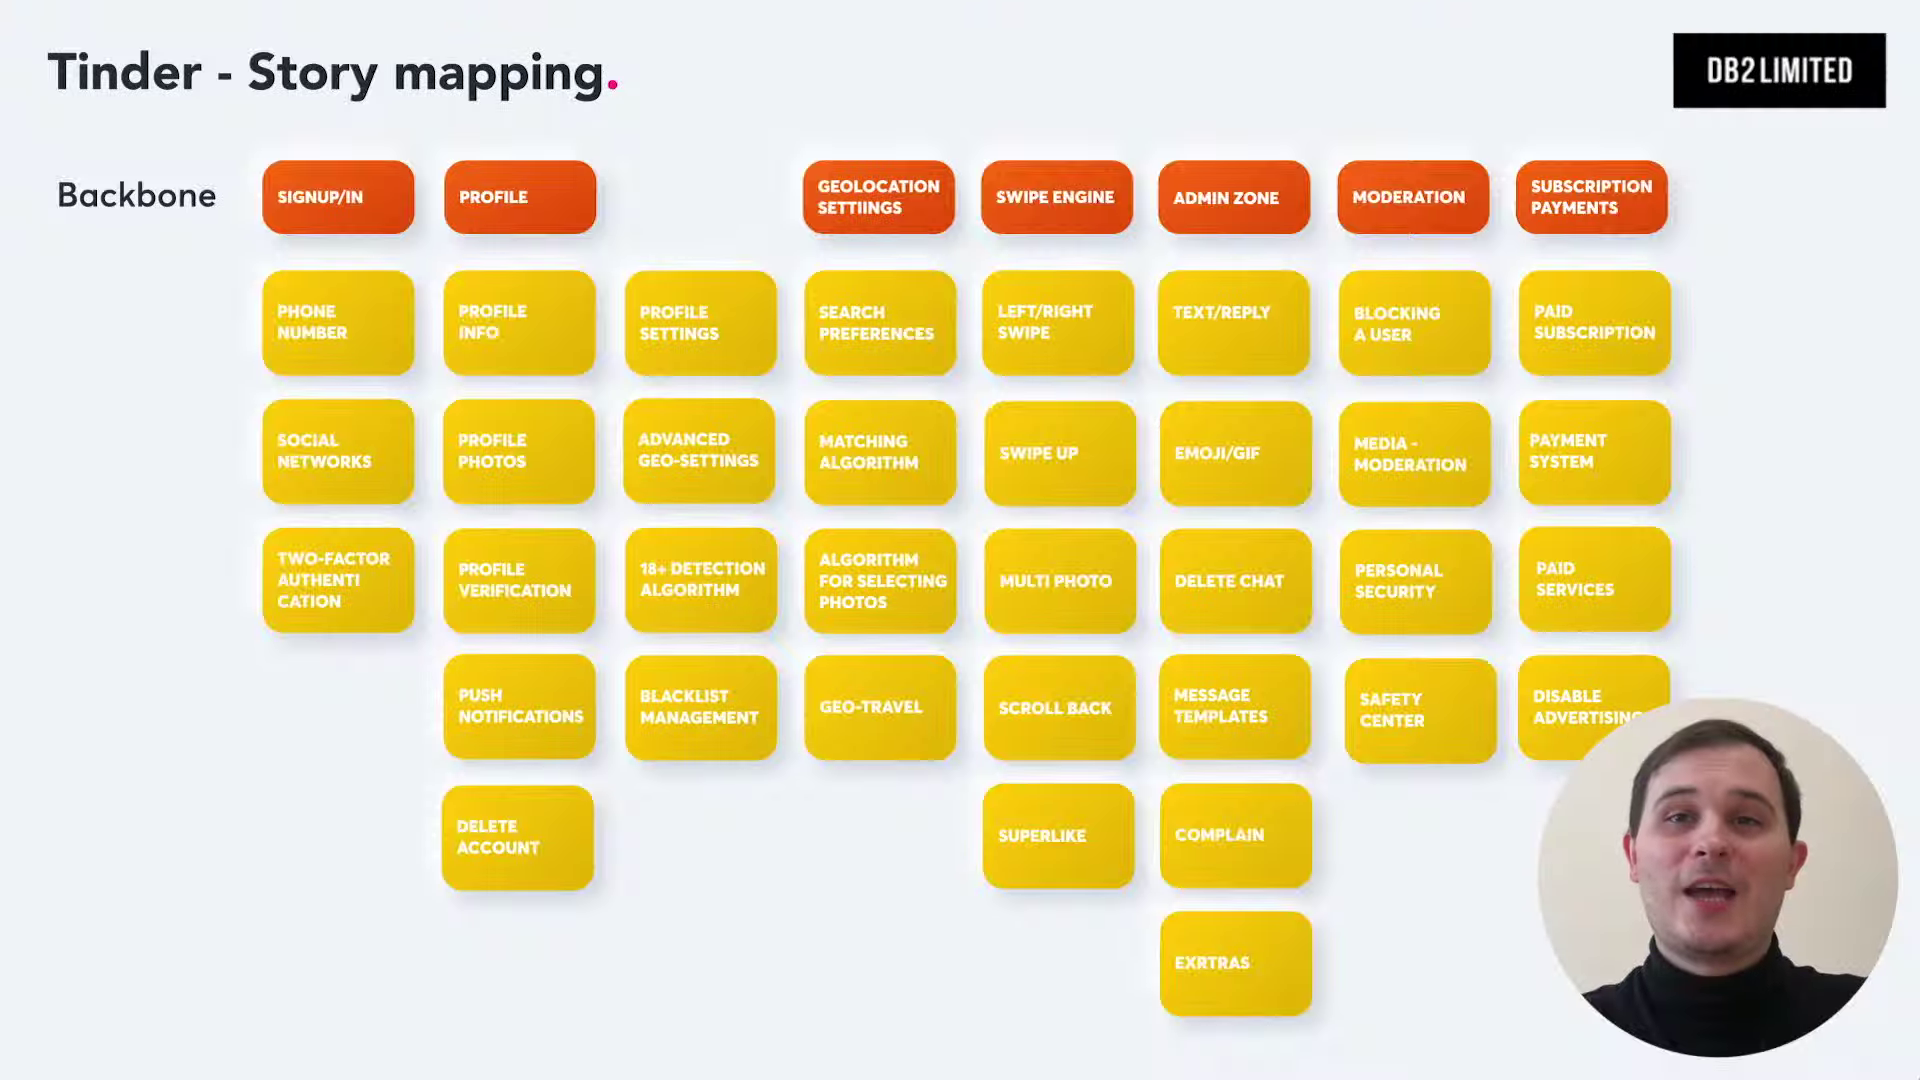 Tinder - Story mapping.
DB2 LIMITED
Backbone
SIGNUP/IN
PROFILE
GEOLOCATION
SETTIINGS
SWIPE ENGINE
ADMIN ZONE
MODERATION
SUBSCRIPTION
PAYMENTS
PHONE
NUMBER
PROFILE
INFO
PROFILE
SETTINGS
SEARCH
PREFERENCES
LEFT/RIGHT
SWIPE
TEXT/REPLY
BLOCKING
A USER
PAID
SUBSCRIPTION
SOCIAL
NETWORKS
PROFILE
PHOTOS
ADVANCED
GEO-SETTINGS
MATCHING
ALGORITHM
SWIPE UP
EMOJI/GIF
MEDIA -
MODERATION
PAYMENT
SYSTEM
TWO-FACTOR
AUTHENTI
CATION
PROFILE
VERIFICATION
18+ DETECTION
ALGORITHM
ALGORITHM
FOR SELECTING
PHOTOS
MULTI PHOTO
DELETE CHAT
PERSONAL
SECURITY
PAID
SERVICES
PUSH
NOTIFICATIONS
BLACKLIST
MANAGEMENT
GEO-TRAVEL
SCROLL BACK
MESSAGE
TEMPLATES
SAFETY
CENTER
DISABLE
ADVERTISING
DELETE
ACCOUNT
SUPERLIKE
COMPLAIN
EXRTRAS